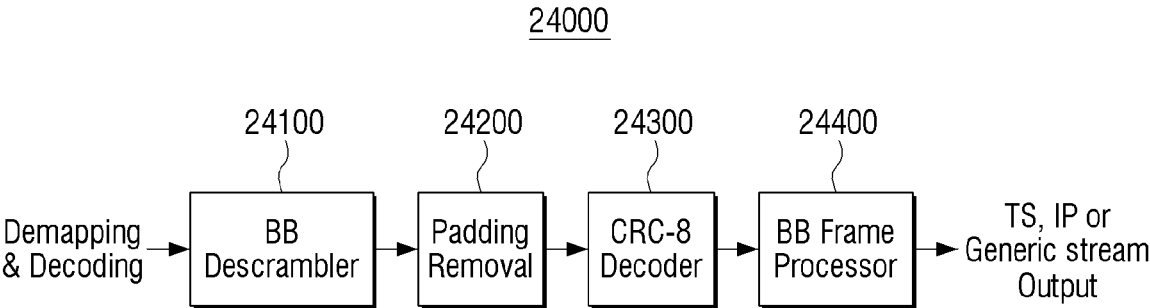 24000
24100
24200
24300
24400
Demapping
& Decoding
BB
Descrambler
Padding
Removal
CRC-8
Decoder
BB Frame
Processor
TS, IP or
Generic stream
Output